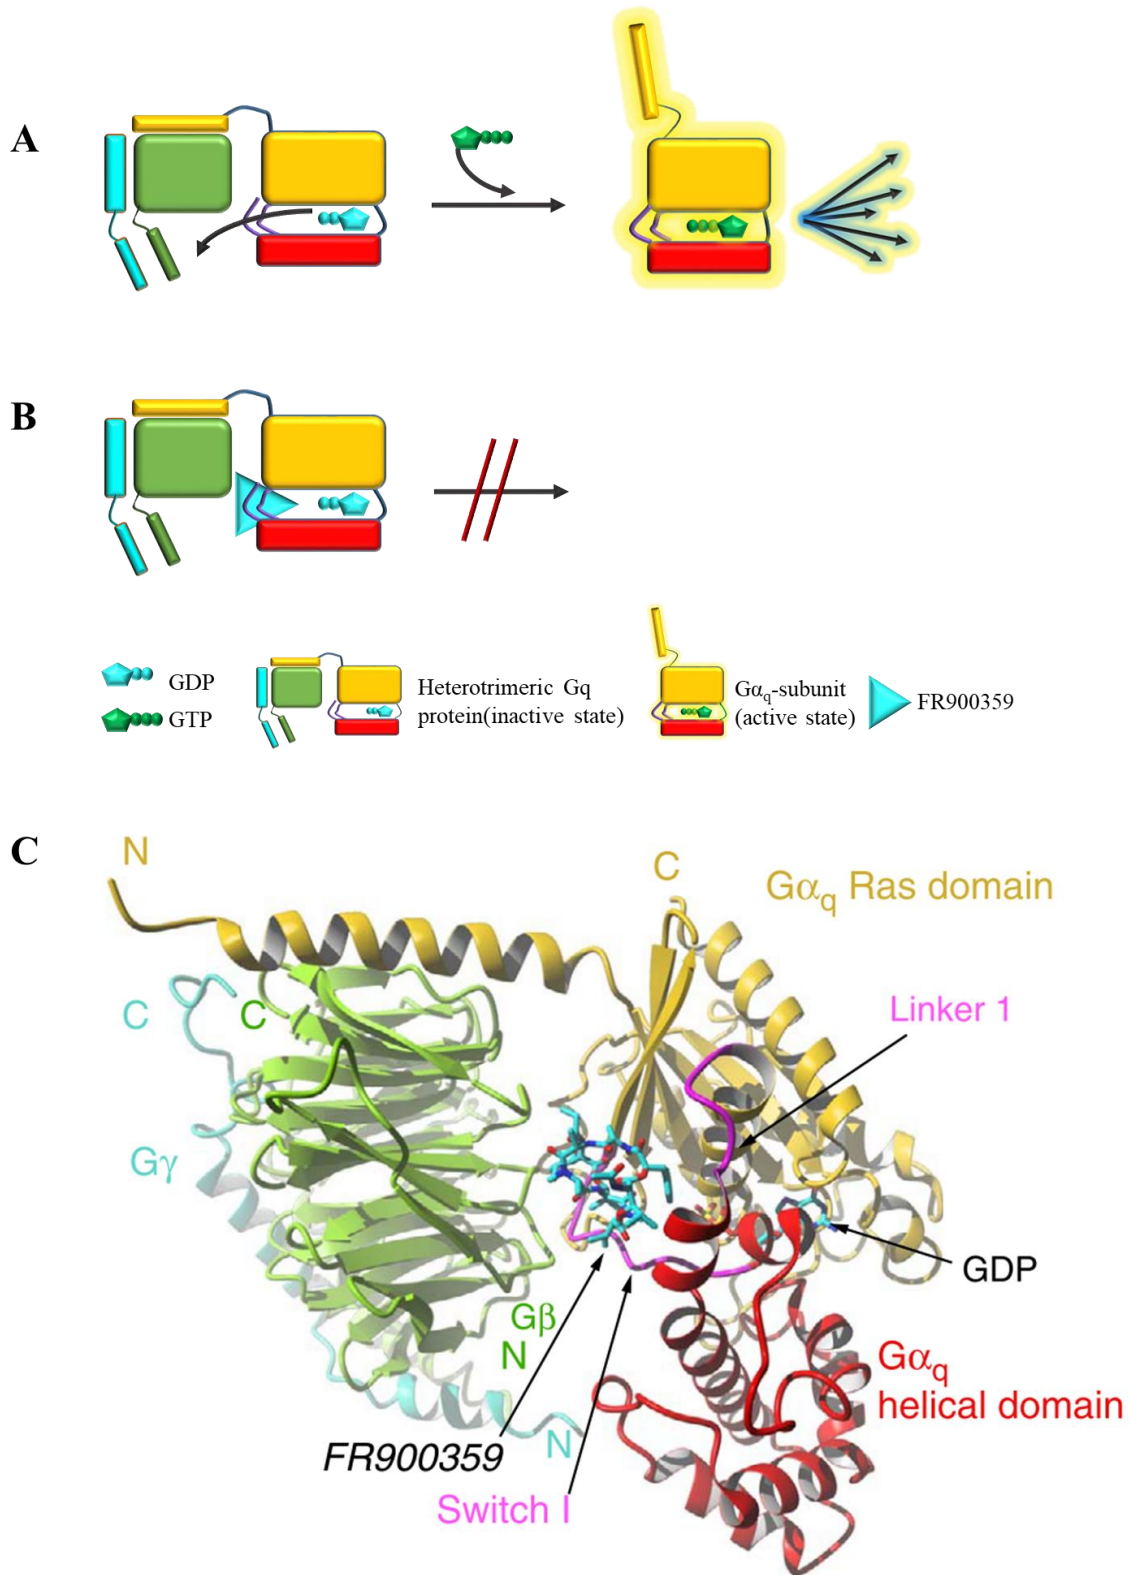 A
B
GDP
GTP
Heterotrimeric Gq
protein(inactive state)
Gαq-subunit
(active state)
FR900359
C
N
C
Gαq Ras domain
C
C
Linker 1
Gγ
GDP
Gβ
N
Gαq
helical domain
N
FR900359
Switch I